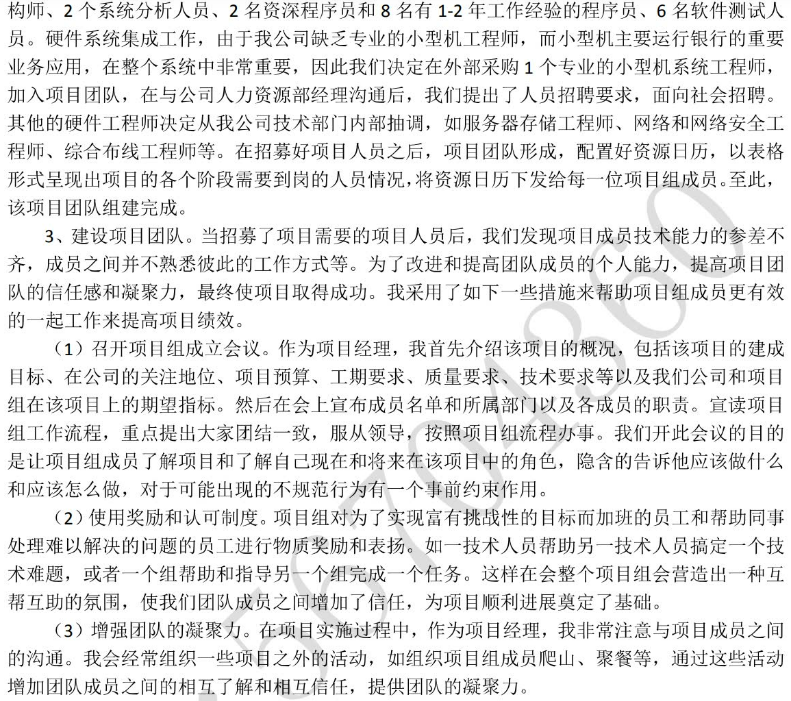 构师、2 个系统分析人员、2 名资深程序员和 8 名有 1-2 年工作经验的程序员、6 名软件测试人
员。硬件系统集成工作，由于我公司缺乏专业的小型机工程师，而小型机主要运行银行的重要
业务应用，在整个系统中非常重要，因此我们决定在外部采购 1 个专业的小型机系统工程师，
加入项目团队，在与公司人力资源部经理沟通后，我们提出了人员招聘要求，面向社会招聘。
其他的硬件工程师决定从我公司技术部门内部抽调，如服务器存储工程师、网络和网络安全工
程师、综合布线工程师等。在招募好项目人员之后，项目团队形成，配置好资源日历，以表格
形式呈现出项目的各个阶段需要到岗的人员情况，将资源日历下发给每一位项目组成员。至此，
该项目团队组建完成。
3、建设项目团队。当招募了项目需要的项目人员后，我们发现项目成员技术能力的参差不
齐，成员之间并不熟悉彼此的工作方式等。为了改进和提高团队成员的个人能力，提高项目团
队的信任感和凝聚力，最终使项目取得成功。我采用了如下一些措施来帮助项目组成员更有效
的一起工作来提高项目绩效。
（1）召开项目组成立会议。作为项目经理，我首先介绍该项目的概况，包括该项目的建成
目标、在公司的关注地位、项目预算、工期要求、质量要求、技术要求等以及我们公司和项目
组在该项目上的期望指标。然后在会上宣布成员名单和所属部门以及各成员的职责。宣读项目
组工作流程，重点提出大家团结一致，服从领导，按照项目组流程办事。我们开此会议的目的
是让项目组成员了解项目和了解自己现在和将来在该项目中的角色，隐含的告诉他应该做什么
和应该怎么做，对于可能出现的不规范行为有一个事前约束作用。
（2）使用奖励和认可制度。项目组对为了实现富有挑战性的目标而加班的员工和帮助同事
处理难以解决的问题的员工进行物质奖励和表扬。如一技术人员帮助另一技术人员搞定一个技
术难题，或者一个组帮助和指导另一个组完成一个任务。这样在会整个项目组会营造出一种互
帮互助的氛围，使我们团队成员之间增加了信任，为项目顺利进展奠定了基础。
（3）增强团队的凝聚力。在项目实施过程中，作为项目经理，我非常注意与项目成员之间
的沟通。我会经常组织一些项目之外的活动，如组织项目组成员爬山、聚餐等，通过这些活动
增加团队成员之间的相互了解和相互信任，提供团队的凝聚力。